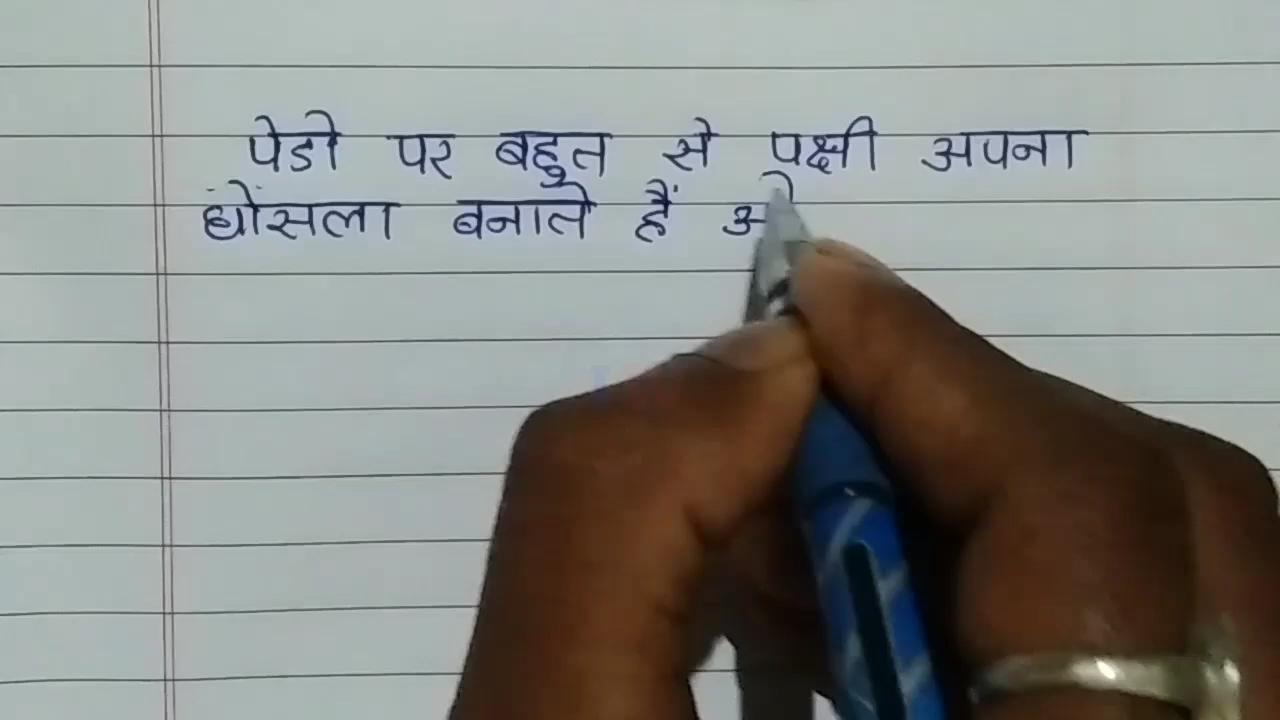 पेडो पर बहुत से पक्षी अपना
घोंसला बनाते हैं